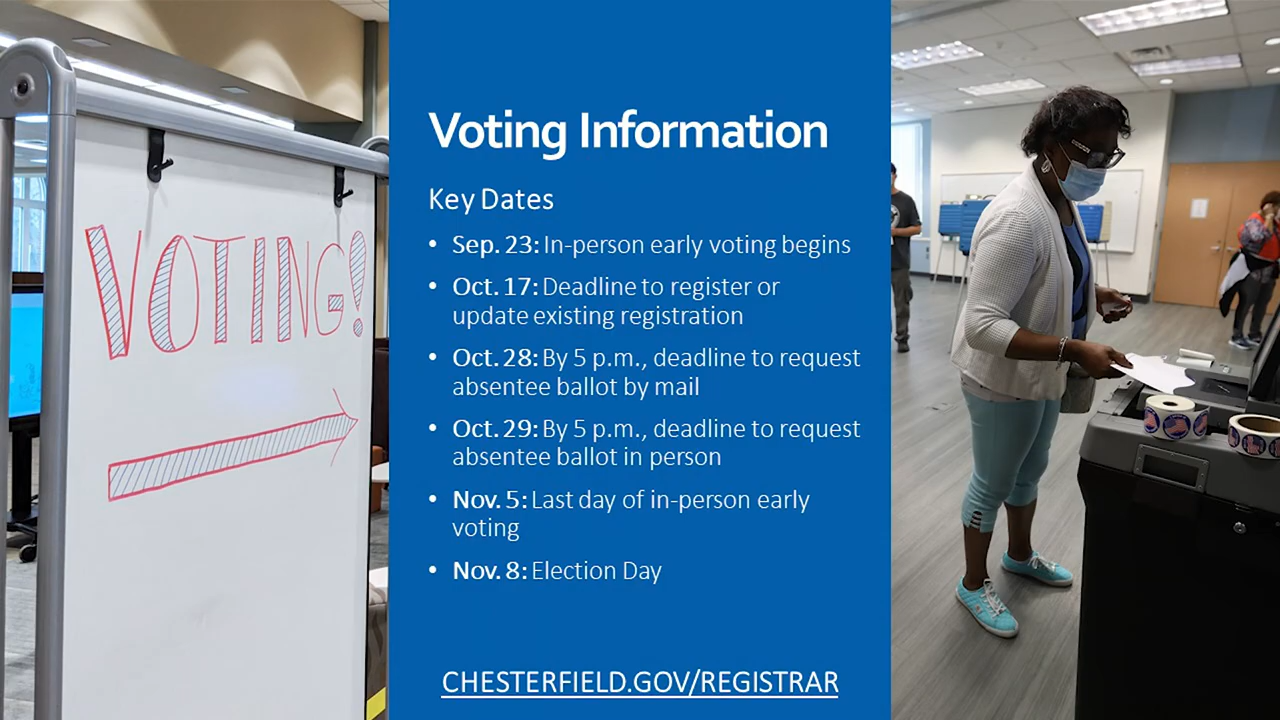 VOTING!
Voting Information
Key Dates
• Sep. 23: In-person early voting begins
• Oct. 17: Deadline to register or
update existing registration
• Oct. 28: By 5 p.m., deadline to request
absentee ballot by mail
• Oct. 29: By 5 p.m., deadline to request
absentee ballot in person
• Nov. 5: Last day of in-person early
voting
• Nov. 8: Election Day
CHESTERFIELD.GOV/REGISTRAR